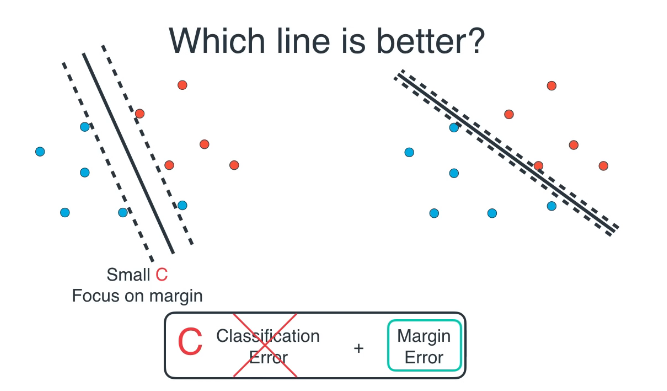 Which line is better?
Small C
Focus on margin
C Classification Error + Margin Error